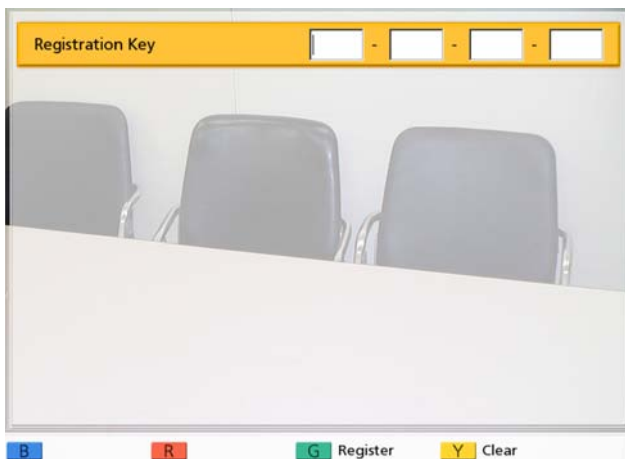 Registration Key - - -
B R G Register Y Clear